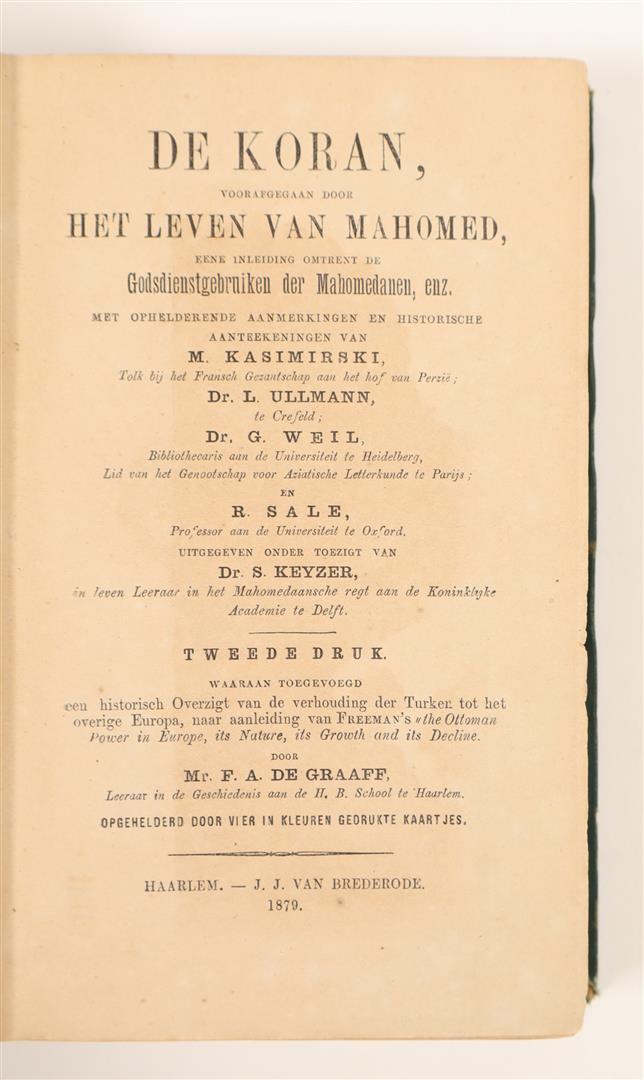 DE KORAN,
VOORAFGEGAAN DOOR
HET LEVEN VAN MAHOMED,
EENE INLEIDING OMTRENT DE
Godsdienstgebruiken der Mahomedanen, enz.
MET OPHELDERENDE AANMERKINGEN EN HISTORISCHE
AANTEEKENINGEN VAN
M. KASIMIRSKI,
Tolk bij het Fransch Gezantschap aan het hof van Perzië;
Dr. L. ULLMANN,
te Crefeld;
Dr. G. WEIL,
Bibliothecaris aan de Universiteit te Heidelberg,
Lid van het Genootschap voor Aziatische Letterkunde te Parijs;
EN
R. SALE,
Professor aan de Universiteit te Oxford.
UITGEGEVEN ONDER TOEZIGT VAN
Dr. S. KEYZER,
in leven Leeraar in het Mahomedaansche regt aan de Koninklijke
Academie te Delft.
TWEEDE DRUK.
WAARAAN TOEGEVOEGD
een historisch Overzigt van de verhouding der Turken tot het
overige Europa, naar aanleiding van FREEMAN's "the Ottoman
Power in Europe, its Nature, its Growth and its Decline.
DOOR
Mr. F. A. DE GRAAFF,
Leeraar in de Geschiedenis aan de H. B. School te Haarlem.
OPGEHELDERD DOOR VIER IN KLEUREN GEDRUKTE KAARTJES.
HAARLEM. — J. J. VAN BREDERODE.
1879.